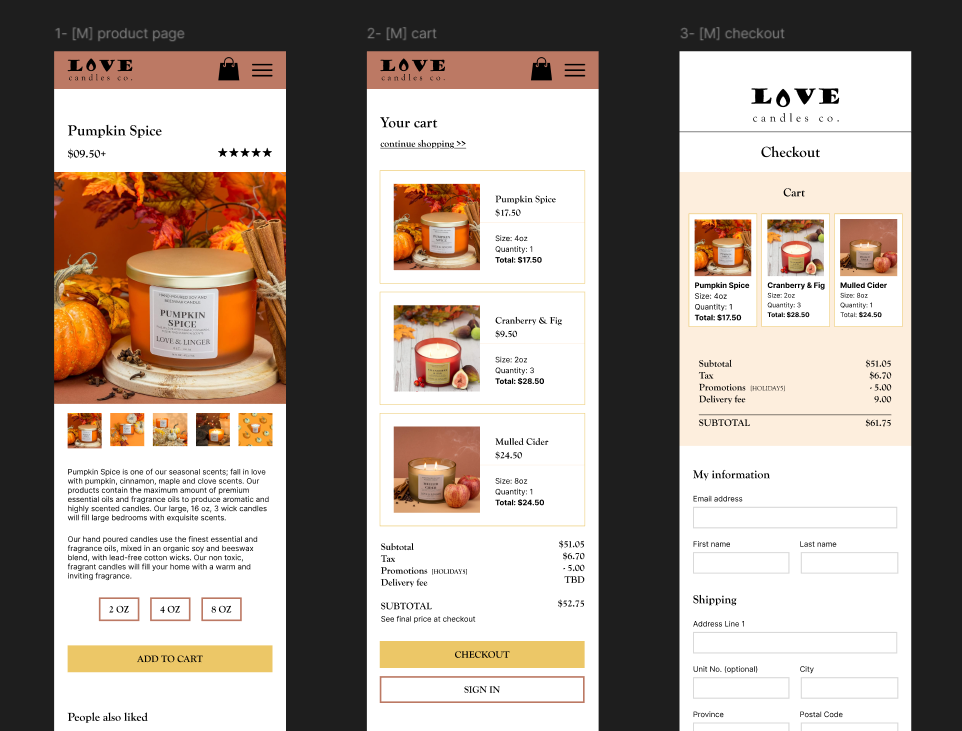 1- [M] product page
LOVE
candles co.
Pumpkin Spice
$09.50+
★★★★★
PUMPKIN
SPICE
LOVE & LINGER
Pumpkin Spice is one of our seasonal scents; fall in love
with pumpkin, cinnamon, maple and clove scents. Our
products contain the maximum amount of premium
essential oils and fragrance oils to produce aromatic and
highly scented candles. Our large, 16 oz, 3 wick candles
will fill large bedrooms with exquisite scents.
Our hand poured candles use the finest essential and
fragrance oils, mixed in an organic soy and beeswax
blend, with lead-free cotton wicks. Our non toxic,
fragrant candles will fill your home with a warm and
inviting fragrance.
2 OZ
4 OZ
8 OZ
ADD TO CART
People also liked
2- [M] cart
LOVE
candles co.
Your cart
continue shopping >>
PUMPKIN
SPICE
Pumpkin Spice
$17.50
Size: 4oz
Quantity: 1
Total: $17.50
Cranberry & Fig
$9.50
Size: 2oz
Quantity: 3
Total: $28.50
Mulled Cider
$24.50
Size: 8oz
Quantity: 1
Total: $24.50
Subtotal $51.05
Tax $6.70
Promotions [HOLIDAY5] - 5.00
Delivery fee TBD
SUBTOTAL $52.75
See final price at checkout
CHECKOUT
SIGN IN
3- [M] checkout
LOVE
candles co.
Checkout
Cart
Pumpkin Spice
Size: 4oz
Quantity: 1
Total: $17.50
Cranberry & Fig
Size: 2oz
Quantity: 3
Total: $28.50
Mulled Cider
Size: 8oz
Quantity: 1
Total: $24.50
Subtotal $51.05
Tax $6.70
Promotions [HOLIDAY5] - 5.00
Delivery fee 9.00
SUBTOTAL $61.75
My information
Email address
First name Last name
Shipping
Address Line 1
Unit No. (optional) City
Province Postal Code